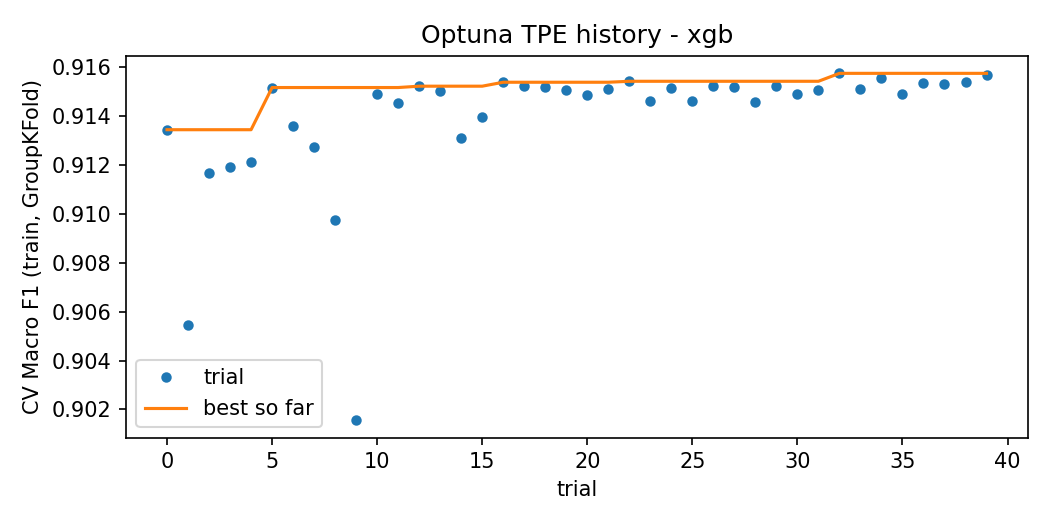 Optuna TPE history - xgb
CV Macro F1 (train, GroupKFold)
0.916
0.914
0.912
0.910
0.908
0.906
0.904
0.902
trial
best so far
0 5 10 15 20 25 30 35 40
trial